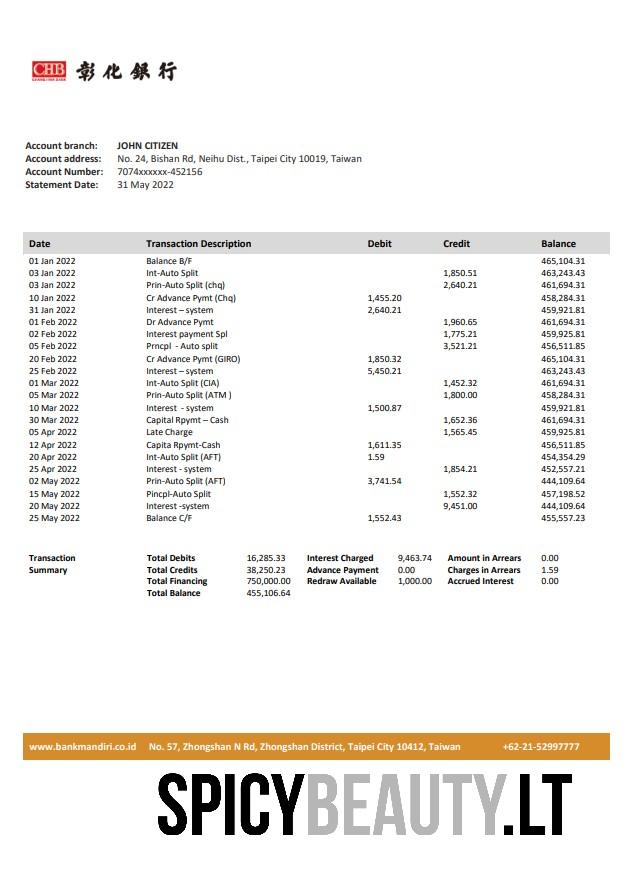 CHB 彰化銀行
CHANG HWA BANK
Account branch: JOHN CITIZEN
Account address: No. 24, Bishan Rd, Neihu Dist., Taipei City 10019, Taiwan
Account Number: 7074xxxxxx-452156
Statement Date: 31 May 2022
Date Transaction Description Debit Credit Balance
01 Jan 2022 Balance B/F 465,104.31
03 Jan 2022 Int-Auto Split 1,850.51 463,243.43
03 Jan 2022 Prin-Auto Split (chq) 2,640.21 461,694.31
10 Jan 2022 Cr Advance Pymt (Chq) 1,455.20 458,284.31
31 Jan 2022 Interest – system 2,640.21 459,921.81
01 Feb 2022 Dr Advance Pymt 1,960.65 461,694.31
02 Feb 2022 Interest payment Spl 1,775.21 459,925.81
05 Feb 2022 Prncpl - Auto split 3,521.21 456,511.85
20 Feb 2022 Cr Advance Pymt (GIRO) 1,850.32 465,104.31
25 Feb 2022 Interest – system 5,450.21 463,243.43
01 Mar 2022 Int-Auto Split (CIA) 1,452.32 461,694.31
05 Mar 2022 Prin-Auto Split (ATM ) 1,800.00 458,284.31
10 Mar 2022 Interest - system 1,500.87 459,921.81
30 Mar 2022 Capital Rpymt – Cash 1,652.36 461,694.31
05 Apr 2022 Late Charge 1,565.45 459,925.81
12 Apr 2022 Capita Rpymt-Cash 1,611.35 456,511.85
20 Apr 2022 Int-Auto Split (AFT) 1.59 454,354.29
25 Apr 2022 Interest - system 1,854.21 452,557.21
02 May 2022 Prin-Auto Split (AFT) 3,741.54 444,109.64
15 May 2022 Pincpl-Auto Split 1,552.32 457,198.52
20 May 2022 Interest -system 9,451.00 444,109.64
25 May 2022 Balance C/F 1,552.43 455,557.23
Transaction Total Debits 16,285.33 Interest Charged 9,463.74 Amount in Arrears 0.00
Summary Total Credits 38,250.23 Advance Payment 0.00 Charges in Arrears 1.59
Total Financing 750,000.00 Redraw Available 1,000.00 Accrued Interest 0.00
Total Balance 455,106.64
www.bankmandiri.co.id No. 57, Zhongshan N Rd, Zhongshan District, Taipei City 10412, Taiwan +62-21-52997777
SPICYBEAUTY.LT